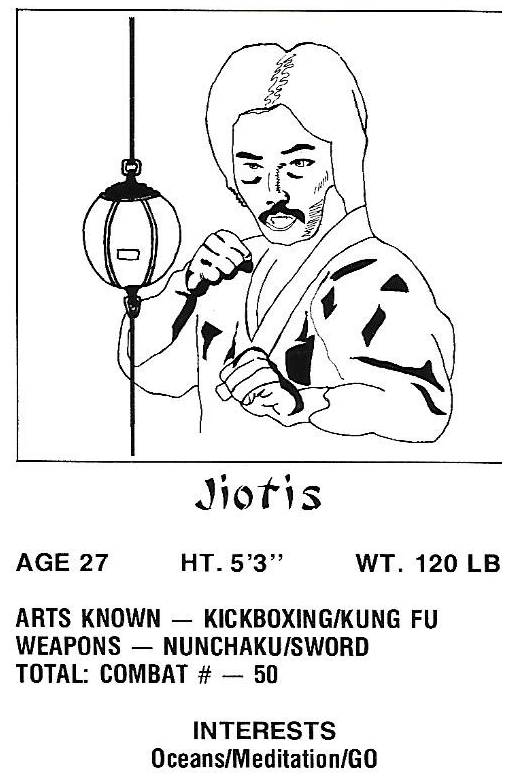 Jiotis
AGE 27 HT. 5'3'' WT. 120 LB
ARTS KNOWN — KICKBOXING/KUNG FU
WEAPONS — NUNCHAKU/SWORD
TOTAL: COMBAT # — 50
INTERESTS
Oceans/Meditation/GO